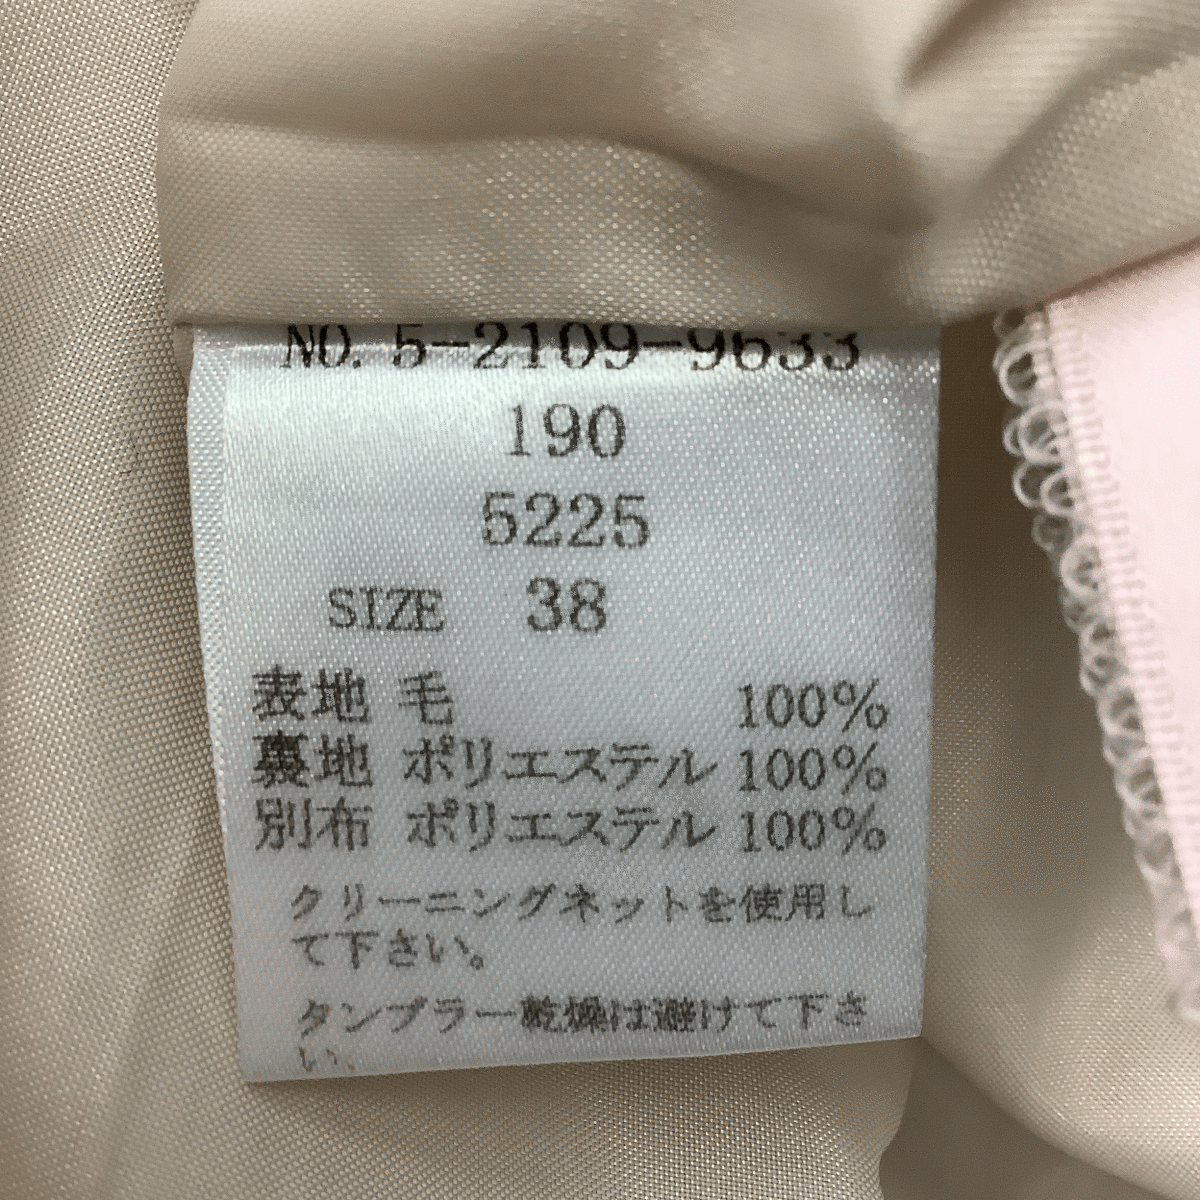 NO. 5-2109-9633
190
5225
SIZE 38
表地 毛 100%
裏地 ポリエステル 100%
別布 ポリエステル 100%
クリーニングネットを使用し
て下さい。
タンブラー乾燥は避けて下さ
い。